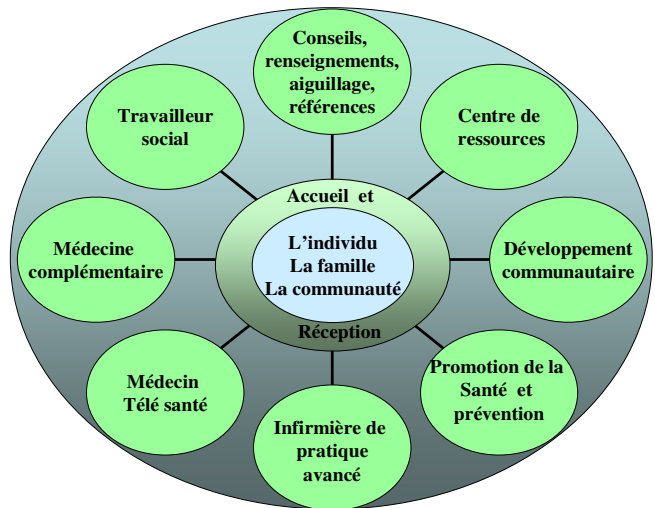 Conseils,
renseignements,
aiguillage,
références
Travailleur
social
Centre de
ressources
Accueil et
Médecine
complémentaire
L'individu
La famille
La communauté
Développement
communautaire
Réception
Médecin
Télé santé
Promotion de la
Santé et
prévention
Infirmière de
pratique
avancé